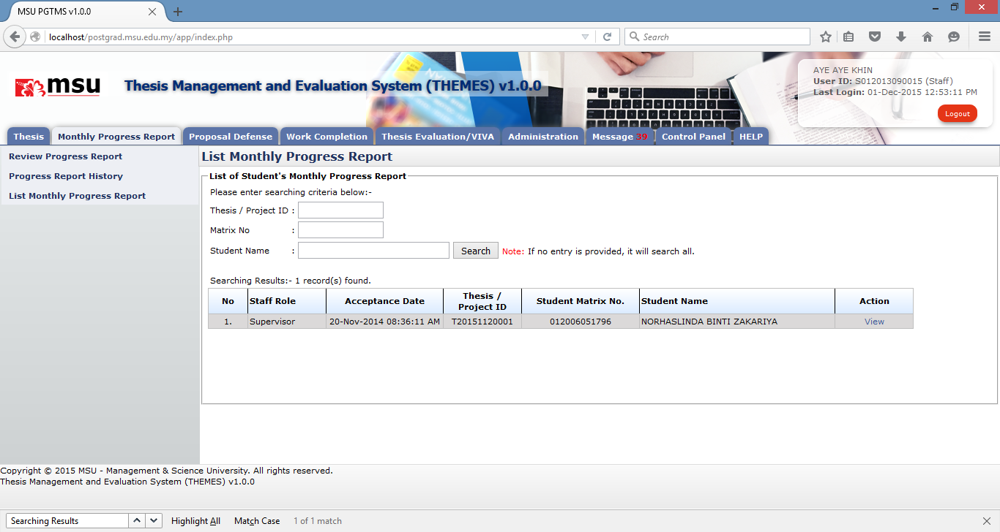 MSU PGTMS v1.0.0
localhost/postgrad.msu.edu.my/app/index.php
Search
msu
Thesis Management and Evaluation System (THEMES) v1.0.0
AYE AYE KHIN
User ID: S012013090015 (Staff)
Last Login: 01-Dec-2015 12:53:11 PM
Logout
Thesis Monthly Progress Report Proposal Defense Work Completion Thesis Evaluation/VIVA Administration Message 39 Control Panel HELP
Review Progress Report
Progress Report History
List Monthly Progress Report
List Monthly Progress Report
List of Student's Monthly Progress Report
Please enter searching criteria below:-
Thesis / Project ID :
Matrix No :
Student Name : Search Note: If no entry is provided, it will search all.
Searching Results:- 1 record(s) found.
No Staff Role Acceptance Date Thesis / Project ID Student Matrix No. Student Name Action
1. Supervisor 20-Nov-2014 08:36:11 AM T20151120001 012006051796 NORHASLINDA BINTI ZAKARIYA View
Copyright © 2015 MSU - Management & Science University. All rights reserved.
Thesis Management and Evaluation System (THEMES) v1.0.0
Searching Results Highlight All Match Case 1 of 1 match